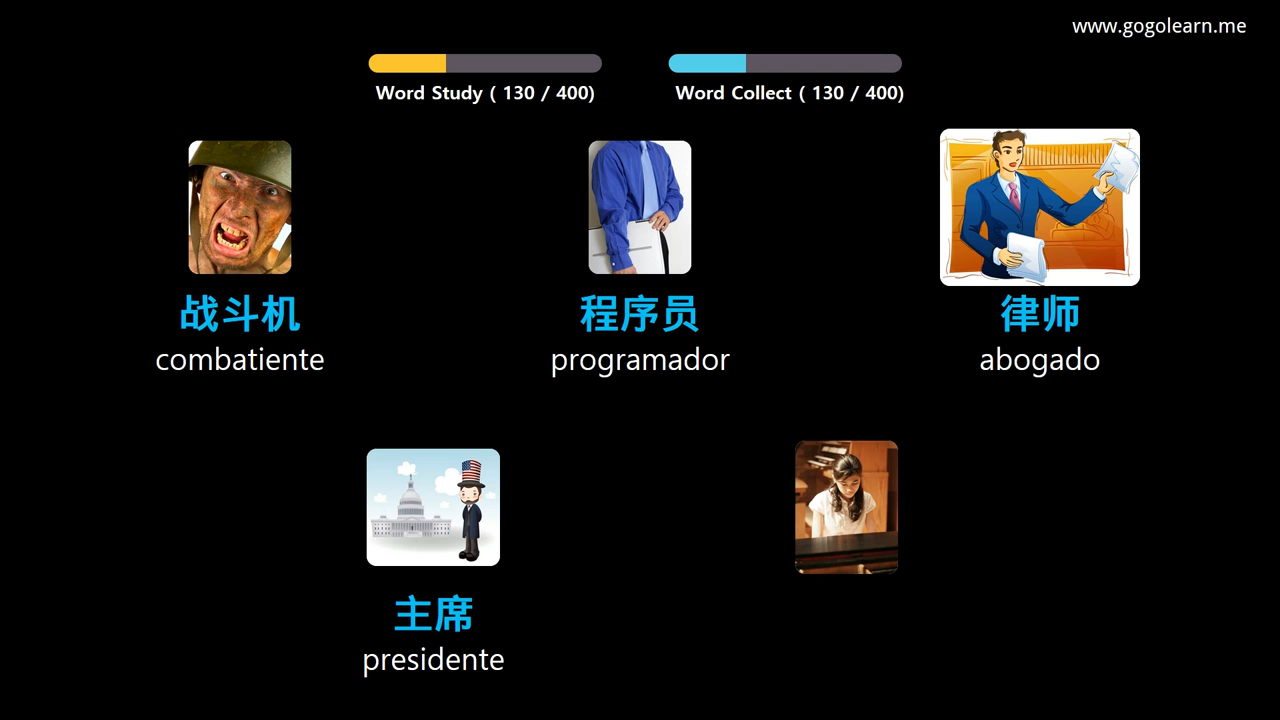 www.gogolearn.me
Word Study ( 130 / 400)
Word Collect ( 130 / 400)
战斗机
combatiente
程序员
programador
律师
abogado
主席
presidente